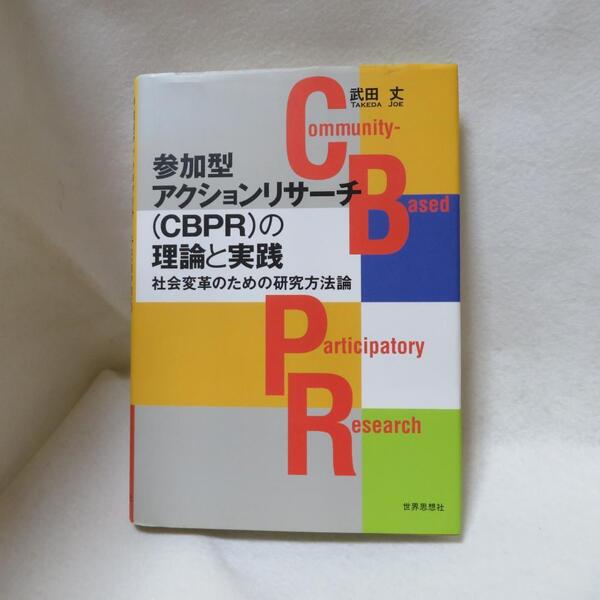 武田 丈
TAKEDA JOE
Community-
Based
Participatory
Research
参加型
アクションリサーチ
(CBPR)の
理論と実践
社会変革のための研究方法論
世界思想社